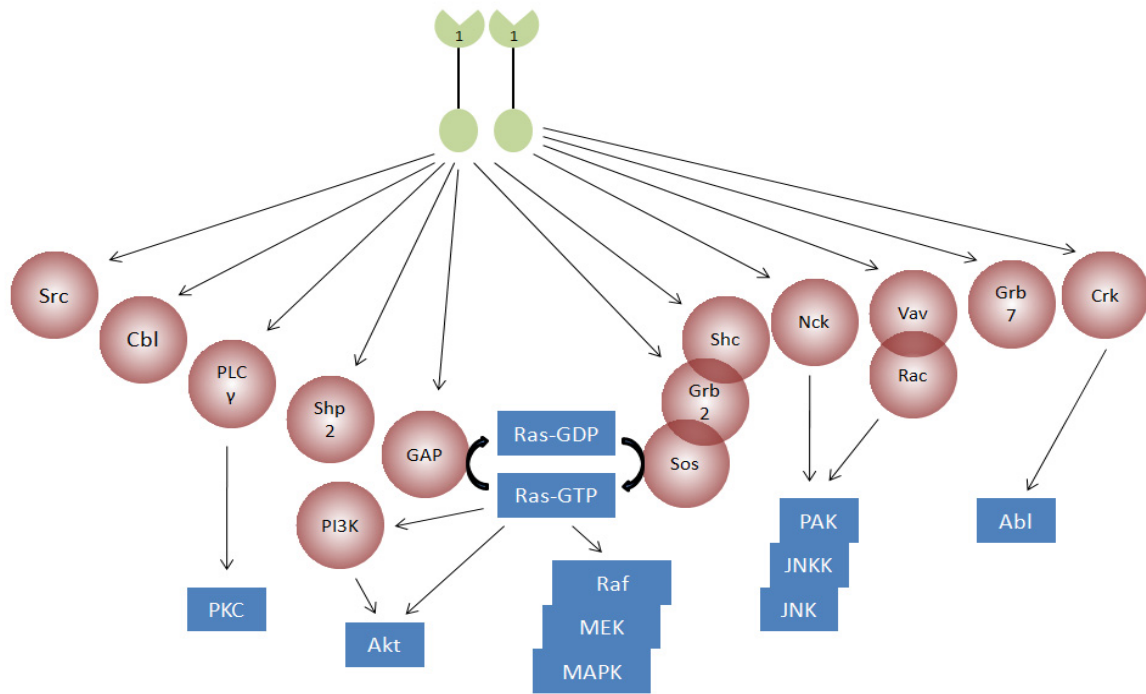 1
1
Src
Cbl
PLC
γ
Shp
2
GAP
PI3K
Ras-GDP
Ras-GTP
Shc
Grb
2
Sos
Nck
Vav
Rac
Grb
7
Crk
PKC
Akt
Raf
MEK
MAPK
PAK
JNKK
JNK
Abl